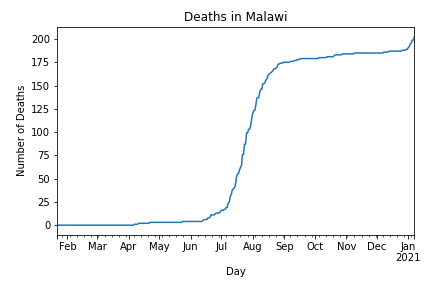 Deaths in Malawi
Number of Deaths
200
175
150
125
100
75
50
25
0
Feb Mar Apr May Jun Jul Aug Sep Oct Nov Dec Jan
2021
Day